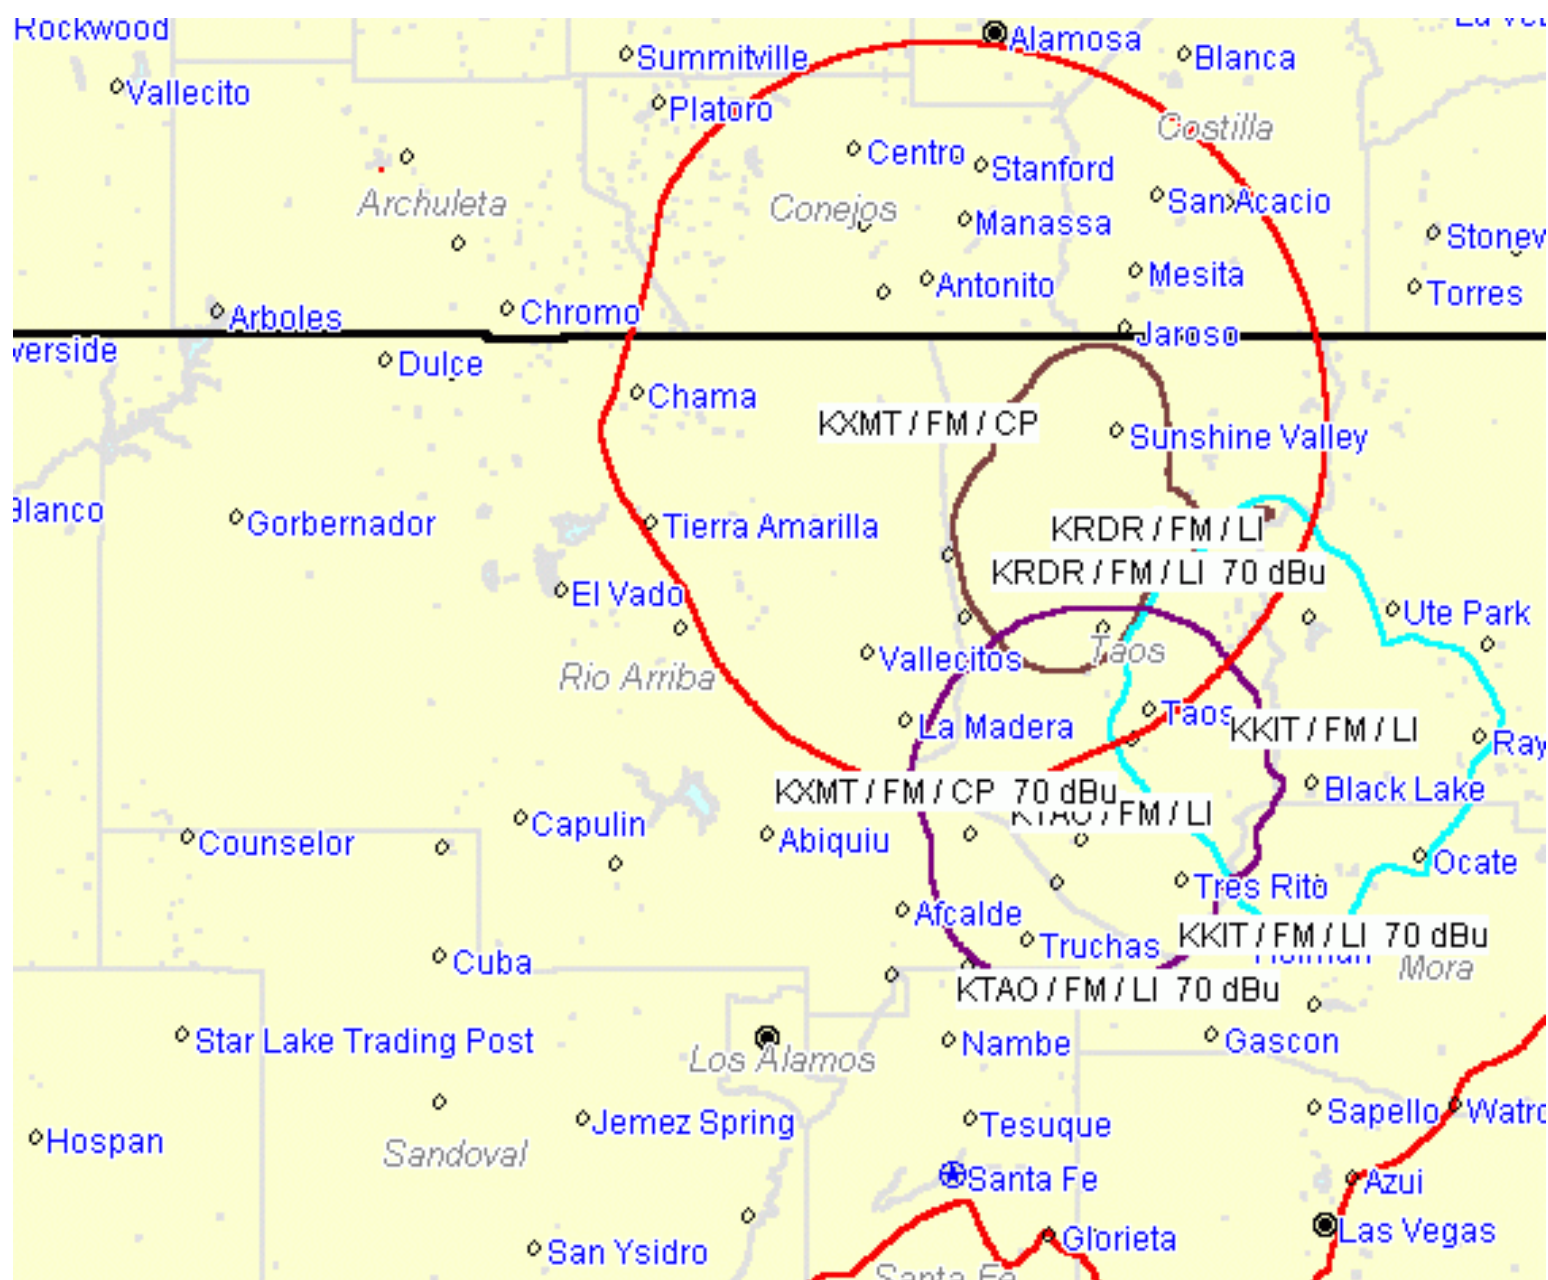 Rockwood
Alamosa
Summitville
Blanca
Vallecito
Platoro
Costilla
Centro
Stanford
Archuleta
Conejos
San Acacio
Manassa
Stonev
Mesita
Antonito
Torres
Arboles
Chromo
Jaroso
verside
Dulce
Chama
KXMT / FM / CP
Sunshine Valley
Blanco
Gorbernador
Tierra Amarilla
KRDR / FM / LI
KRDR / FM / LI 70 dBu
El Vado
Ute Park
Taos
Vallecitos
Rio Arriba
Taos
La Madera
KKIT / FM / LI
Ray
KXMT / FM / CP 70 dBu
Black Lake
KTAO / FM / LI
Capulin
Abiquiu
Counselor
Ocate
Tres Rito
Afcalde
KKIT / FM / LI 70 dBu
Truchas
Holman
Cuba
Mora
KTAO / FM / LI 70 dBu
Star Lake Trading Post
Nambe
Gascon
Los Alamos
Sapello
Watro
Jemez Spring
Tesuque
Hospan
Sandoval
Santa Fe
Azui
Las Vegas
Glorieta
San Ysidro
Santa Fe